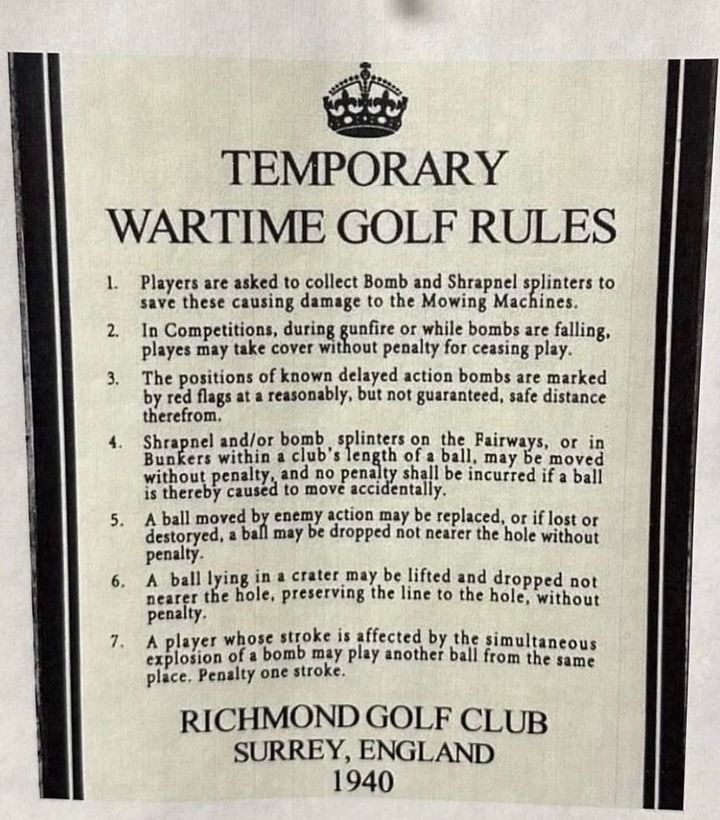 TEMPORARY
WARTIME GOLF RULES
1. Players are asked to collect Bomb and Shrapnel splinters to
save these causing damage to the Mowing Machines.
2. In Competitions, during gunfire or while bombs are falling,
playes may take cover without penalty for ceasing play.
3. The positions of known delayed action bombs are marked
by red flags at a reasonably, but not guaranteed, safe distance
therefrom.
4. Shrapnel and/or bomb splinters on the Fairways, or in
Bunkers within a club's length of a ball, may be moved
without penalty, and no penalty shall be incurred if a ball
is thereby caused to move accidentally.
5. A ball moved by enemy action may be replaced, or if lost or
destoryed, a ball may be dropped not nearer the hole without
penalty.
6. A ball lying in a crater may be lifted and dropped not
nearer the hole, preserving the line to the hole, without
penalty.
7. A player whose stroke is affected by the simultaneous
explosion of a bomb may play another ball from the same
place. Penalty one stroke.
RICHMOND GOLF CLUB
SURREY, ENGLAND
1940